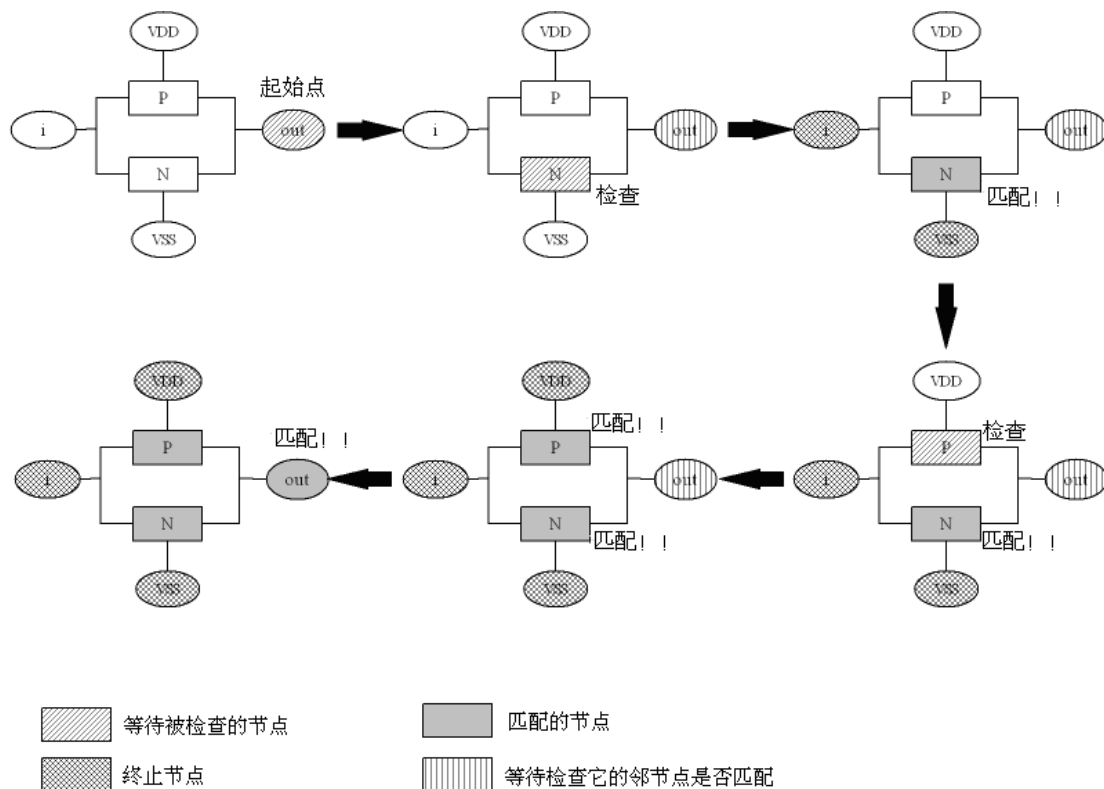 VDD
P
起始点
i
out
N
VSS
VDD
P
i
out
N
检查
VSS
VDD
P
i
out
N
匹配！！
VSS
VDD
P
匹配！！
i
out
N
VSS
VDD
匹配！！
P
i
out
N
匹配！！
VSS
VDD
检查
P
i
out
N
匹配！！
VSS
等待被检查的节点
匹配的节点
终止节点
等待检查它的邻节点是否匹配